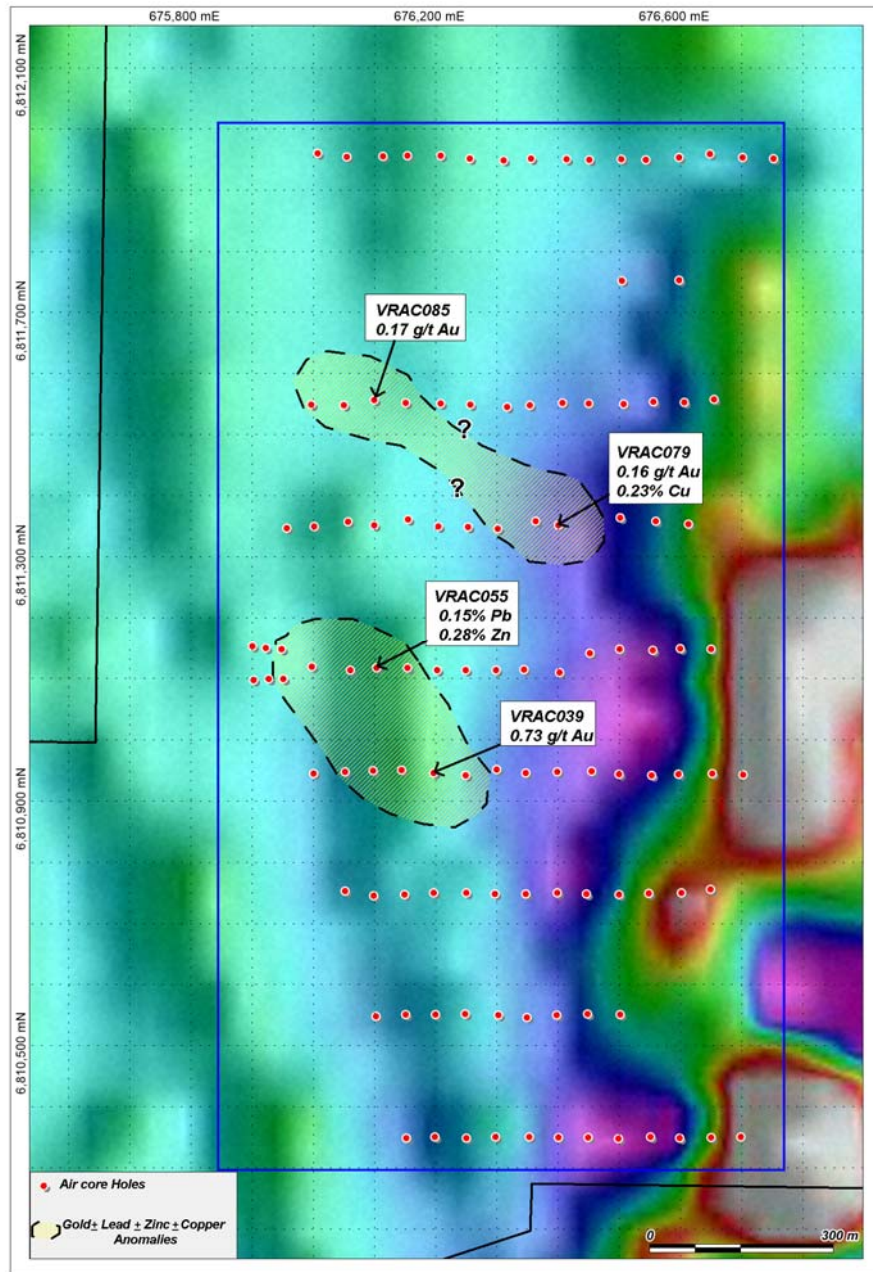 675,800 mE
676,200 mE
676,600 mE
6,812,100 mN
6,811,700 mN
6,811,300 mN
6,810,900 mN
6,810,500 mN
VRAC085
0.17 g/t Au
?
?
VRAC079
0.16 g/t Au
0.23% Cu
VRAC055
0.15% Pb
0.28% Zn
VRAC039
0.73 g/t Au
Air core Holes
Gold± Lead ± Zinc ± Copper
Anomalies
0 300 m